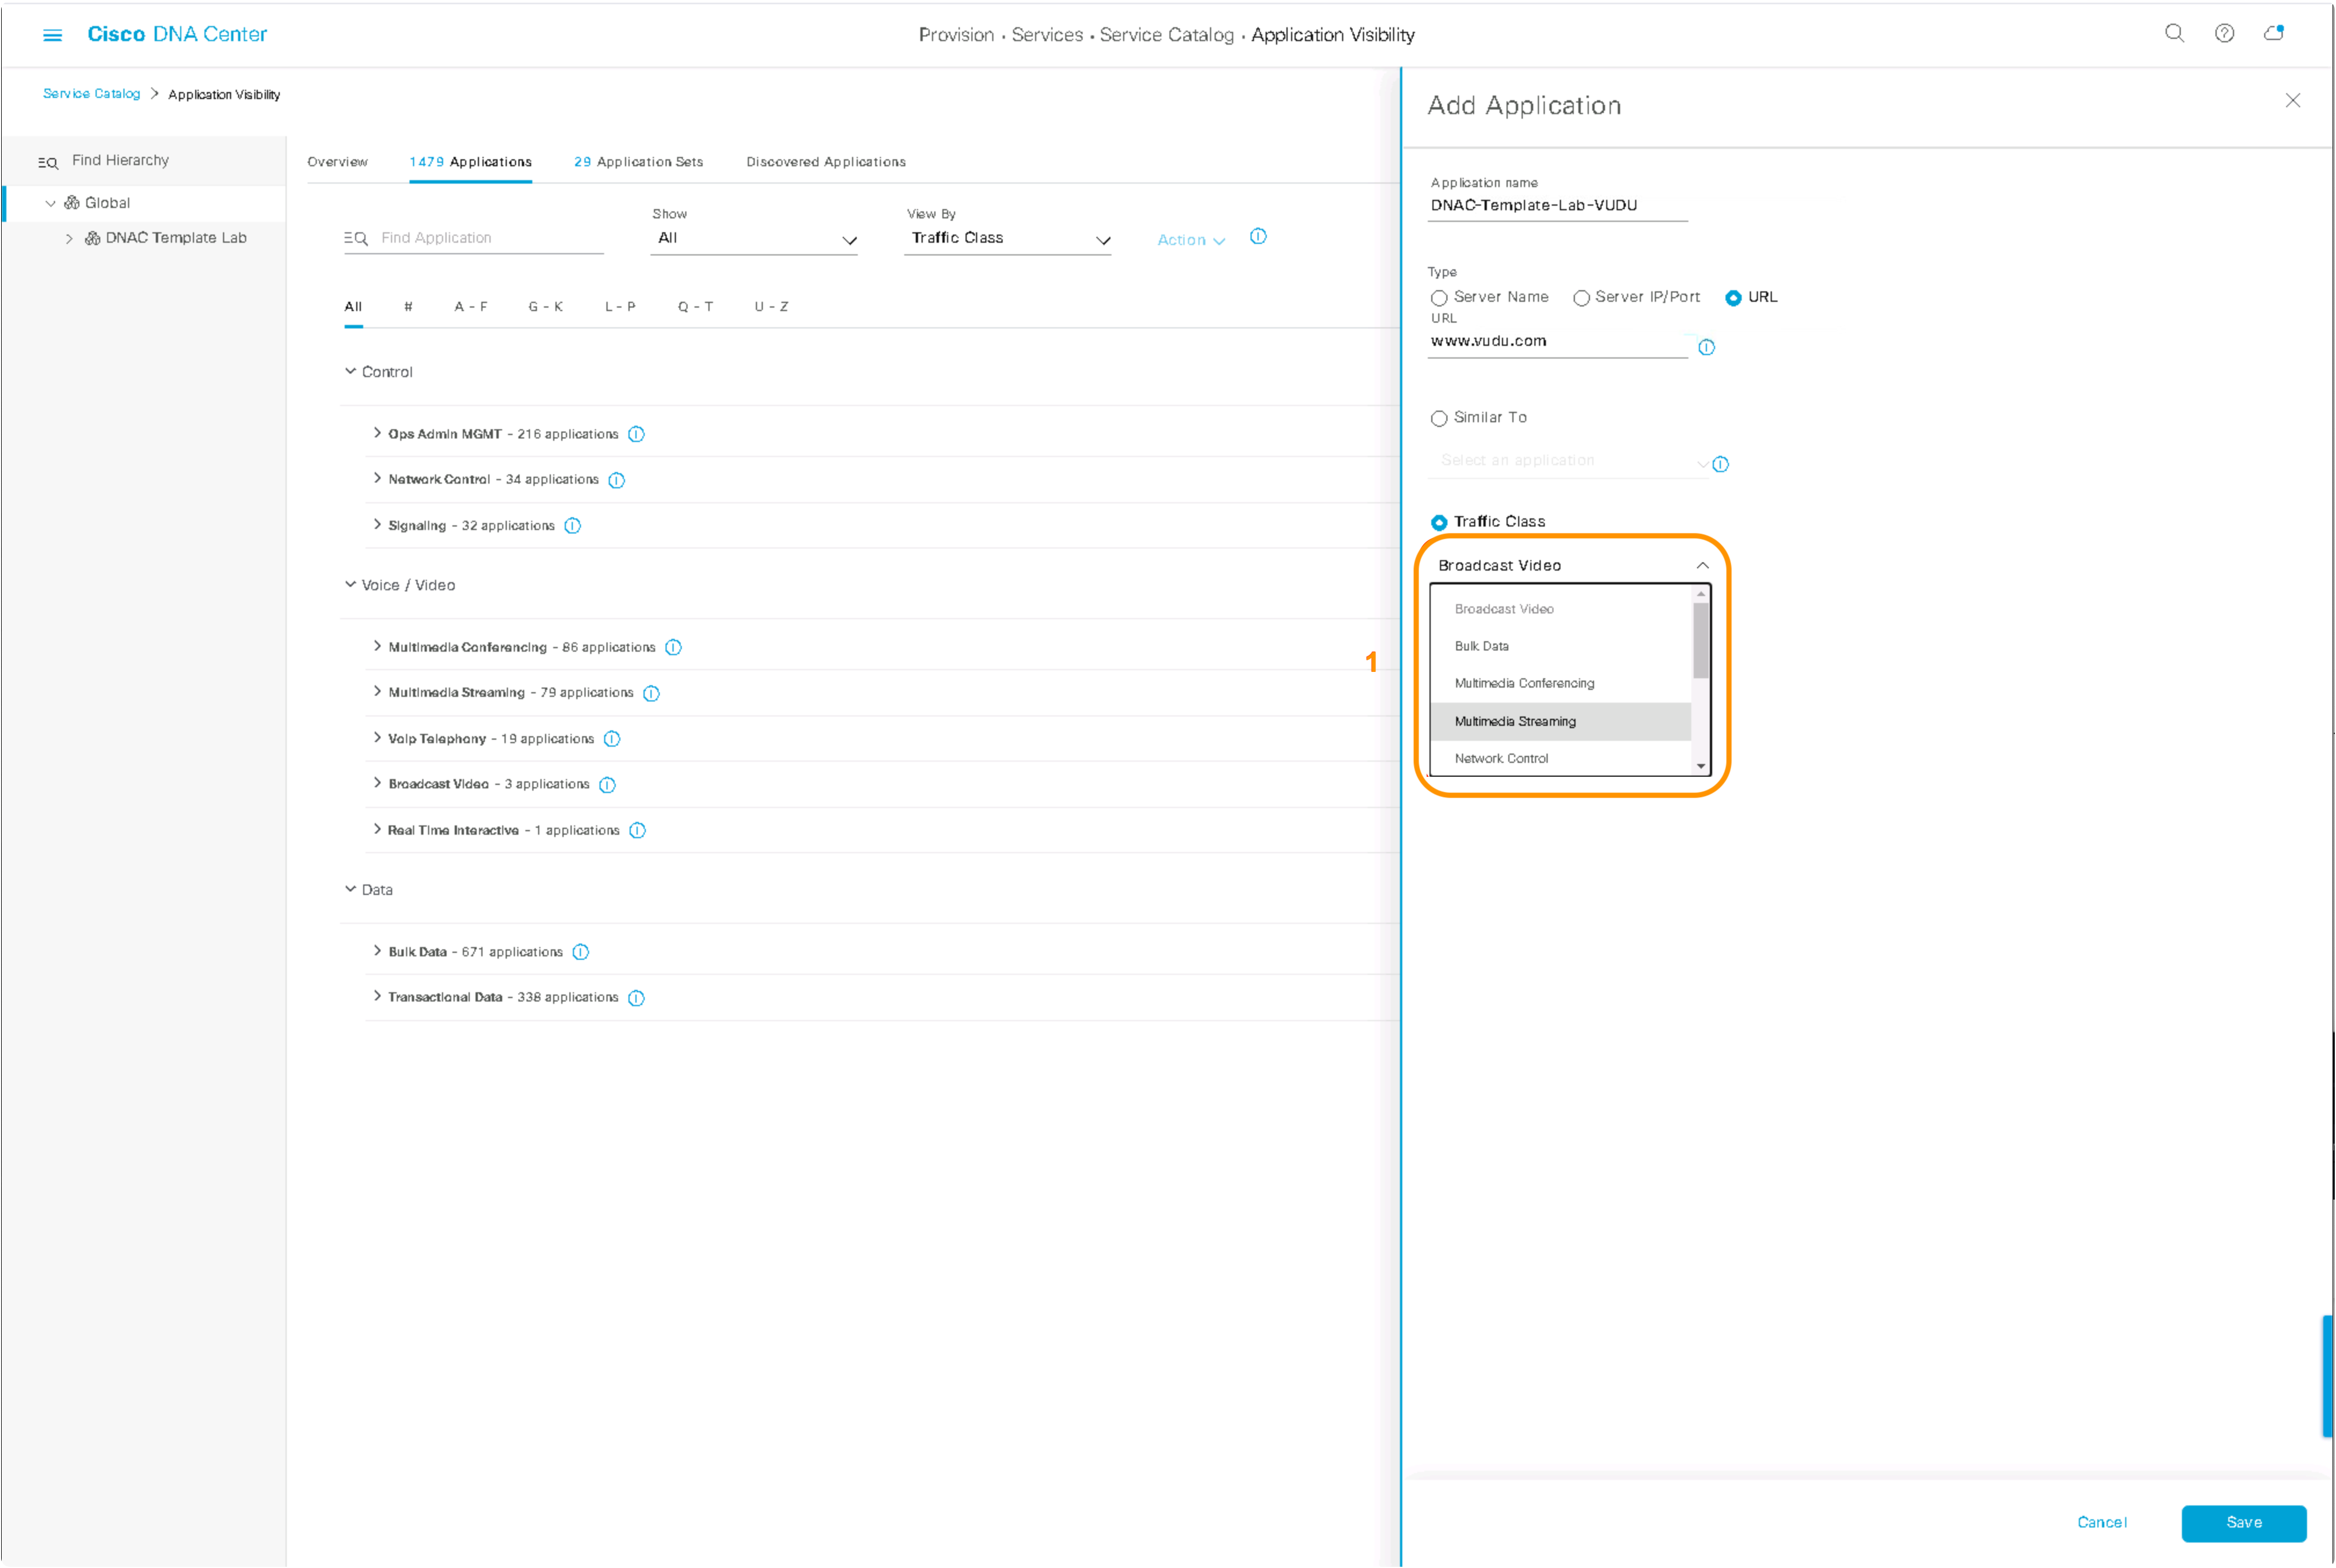 Cisco DNA Center
Provision · Services · Service Catalog · Application Visibility
Service Catalog > Application Visibility
Find Hierarchy
Global
DNAC Template Lab
Overview
1479 Applications
29 Application Sets
Discovered Applications
Find Application
Show
All
View By
Traffic Class
Action
All # A - F G - K L - P Q - T U - Z
Control
Ops Admin MGMT - 216 applications
Network Control - 34 applications
Signaling - 32 applications
Voice / Video
Multimedia Conferencing - 86 applications
Multimedia Streaming - 79 applications
VoIp Telephony - 19 applications
Broadcast Video - 3 applications
Real Time Interactive - 1 applications
Data
Bulk Data - 671 applications
Transactional Data - 338 applications
1
Add Application
Application name
DNAC-Template-Lab-VUDU
Type
Server Name Server IP/Port URL
URL
www.vudu.com
Similar To
Select an application
Traffic Class
Broadcast Video
Broadcast Video
Bulk Data
Multimedia Conferencing
Multimedia Streaming
Network Control
Cancel
Save